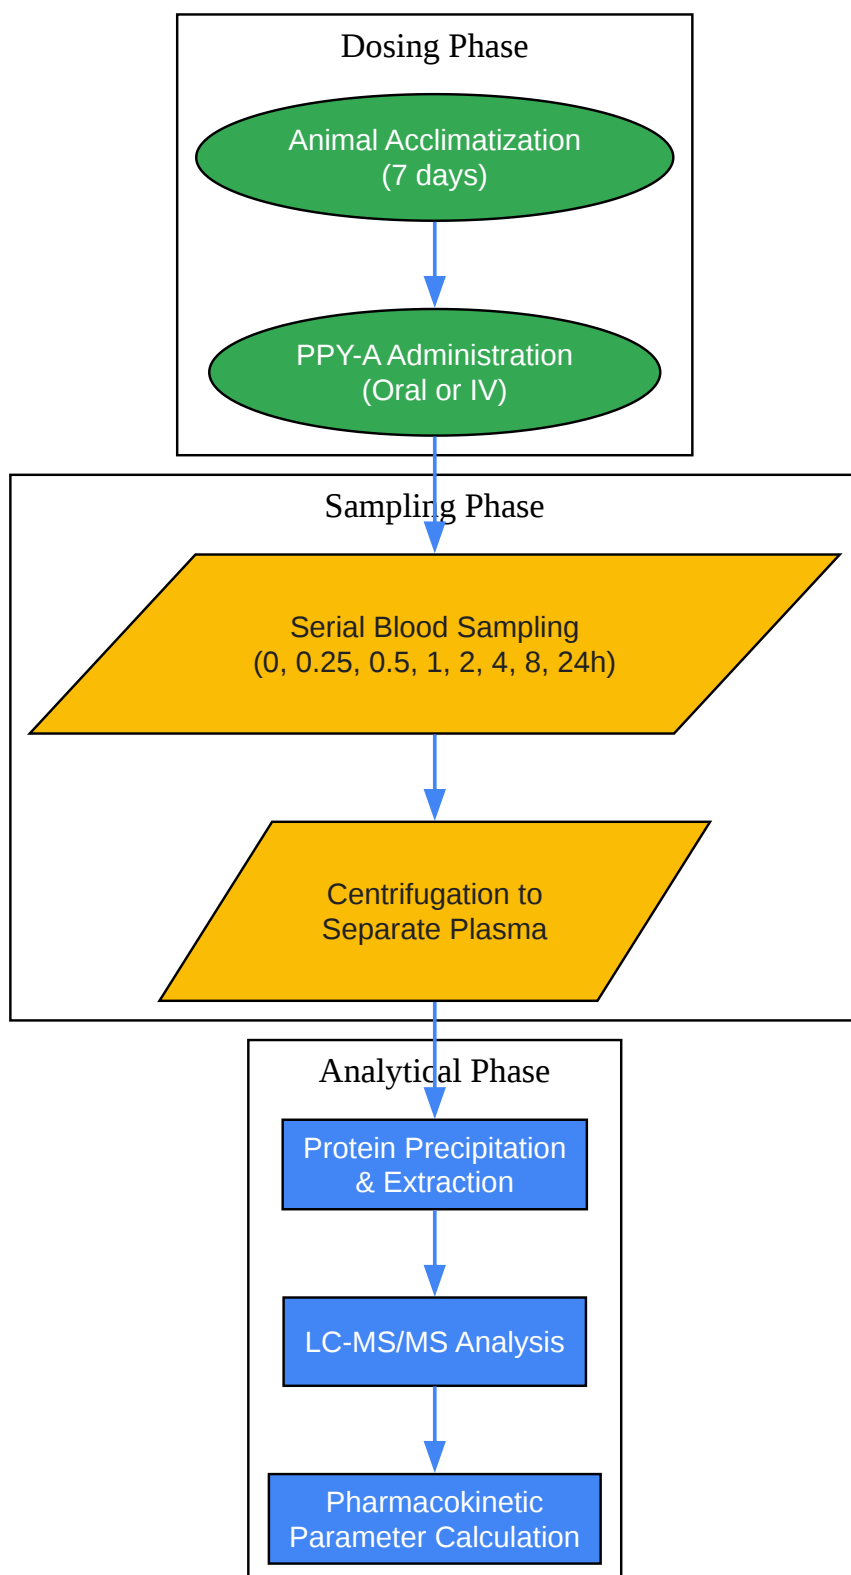 Dosing Phase
Animal Acclimatization
(7 days)
PPY-A Administration
(Oral or IV)
Sampling Phase
Serial Blood Sampling
(0, 0.25, 0.5, 1, 2, 4, 8, 24h)
Centrifugation to
Separate Plasma
Analytical Phase
Protein Precipitation
& Extraction
LC-MS/MS Analysis
Pharmacokinetic
Parameter Calculation